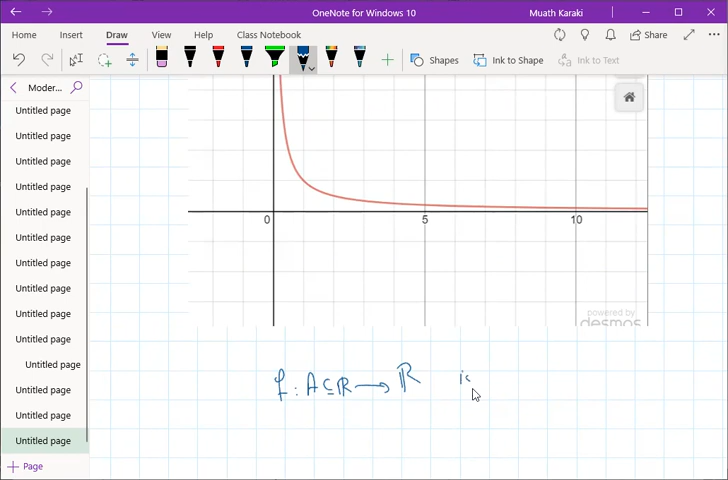 OneNote for Windows 10
Muath Karaki
Home Insert Draw View Help Class Notebook
Share
Shapes Ink to Shape Ink to Text
Moder...
Untitled page
Untitled page
Untitled page
Untitled page
Untitled page
Untitled page
Untitled page
Untitled page
Untitled page
Untitled page
Untitled page
Untitled page
Untitled page
Untitled page
Page
0 5 10
powered by
desmos
f : A ⊆ ℝ ⟶ ℝ is